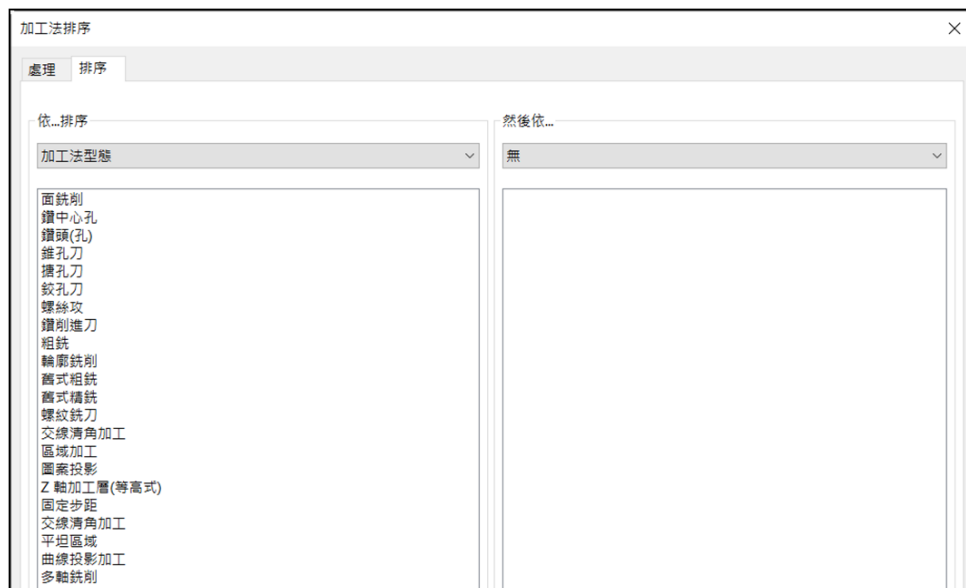 加工法排序
處理 排序
依...排序
加工法型態
面銑削
鑽中心孔
鑽頭(孔)
錐孔刀
搪孔刀
鉸孔刀
螺絲攻
鑽削進刀
粗銑
輪廓銑削
舊式粗銑
舊式精銑
螺紋銑刀
交線清角加工
區域加工
圖案投影
Z 軸加工層(等高式)
固定步距
交線清角加工
平坦區域
曲線投影加工
多軸銑削
然後依...
無